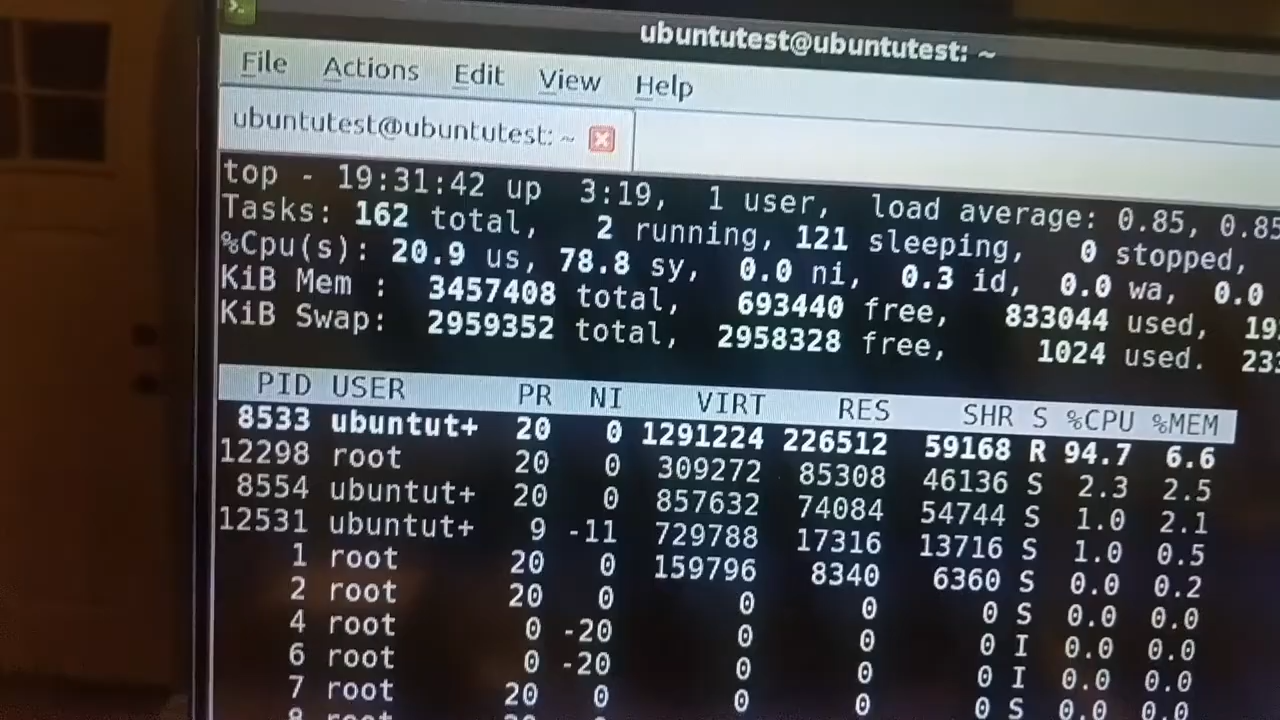 ubuntutest@ubuntutest: ~
File Actions Edit View Help
ubuntutest@ubuntutest: ~
top - 19:31:42 up 3:19, 1 user, load average: 0.85, 0.85
Tasks: 162 total, 2 running, 121 sleeping, 0 stopped,
%Cpu(s): 20.9 us, 78.8 sy, 0.0 ni, 0.3 id, 0.0 wa, 0.0
KiB Mem : 3457408 total, 693440 free, 833044 used, 19
KiB Swap: 2959352 total, 2958328 free, 1024 used. 233
PID USER PR NI VIRT RES SHR S %CPU %MEM
8533 ubuntut+ 20 0 1291224 226512 59168 R 94.7 6.6
12298 root 20 0 309272 85308 46136 S 2.3 2.5
8554 ubuntut+ 20 0 857632 74084 54744 S 1.0 2.1
12531 ubuntut+ 9 -11 729788 17316 13716 S 1.0 0.5
1 root 20 0 159796 8340 6360 S 0.0 0.2
2 root 20 0 0 0 0 S 0.0 0.0
4 root 0 -20 0 0 0 I 0.0 0.0
6 root 0 -20 0 0 0 I 0.0 0.0
7 root 20 0 0 0 0 S 0.0 0.0